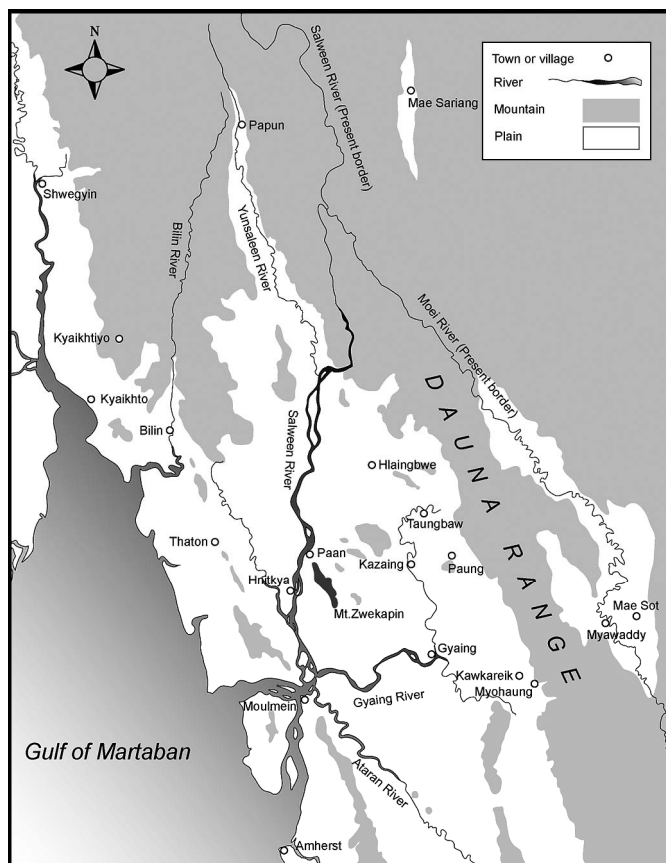 N
Town or village
River
Mountain
Plain
Salween River (Present border)
Mae Sariang
Papun
Shwegyin
Bilin River
Yunsaleen River
Moei River (Present border)
Kyaikhtiyo
Kyaikhto
Bilin
DAUNA RANGE
Salween River
Hlaingbwe
Taungbaw
Thaton
Paan
Kazaing
Paung
Hnitkya
Mt.Zwekapin
Mae Sot
Myawaddy
Gyaing
Kawkareik
Myohaung
Gyaing River
Moulmein
Gulf of Martaban
Ataran River
Amherst